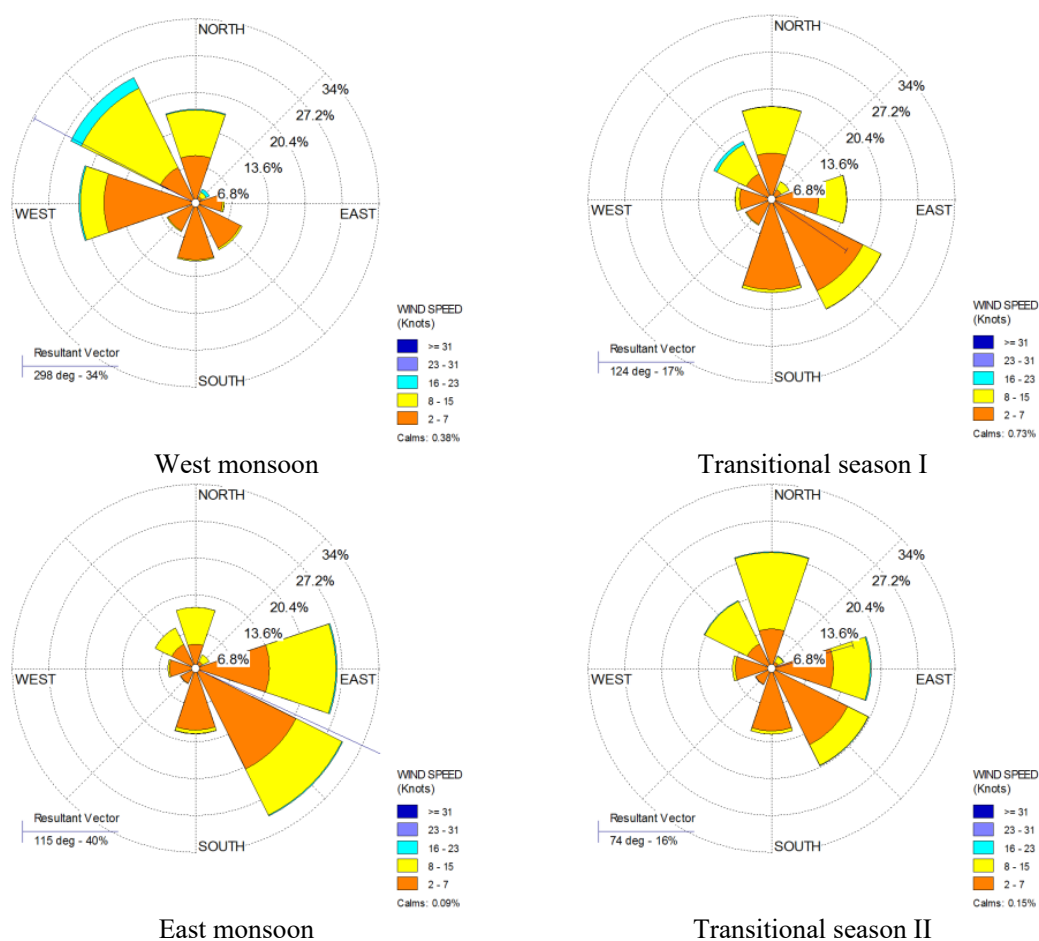 NORTH
34%
27.2%
20.4%
13.6%
6.8%
WEST
EAST
SOUTH
WIND SPEED
(Knots)
>= 31
23 - 31
16 - 23
8 - 15
2 - 7
Calms: 0.38%
Resultant Vector
298 deg - 34%
West monsoon
NORTH
34%
27.2%
20.4%
13.6%
6.8%
WEST
EAST
SOUTH
WIND SPEED
(Knots)
>= 31
23 - 31
16 - 23
8 - 15
2 - 7
Calms: 0.73%
Resultant Vector
124 deg - 17%
Transitional season I
NORTH
34%
27.2%
20.4%
13.6%
6.8%
WEST
EAST
SOUTH
WIND SPEED
(Knots)
>= 31
23 - 31
16 - 23
8 - 15
2 - 7
Calms: 0.09%
Resultant Vector
115 deg - 40%
East monsoon
NORTH
34%
27.2%
20.4%
13.6%
6.8%
WEST
EAST
SOUTH
WIND SPEED
(Knots)
>= 31
23 - 31
16 - 23
8 - 15
2 - 7
Calms: 0.15%
Resultant Vector
74 deg - 16%
Transitional season II